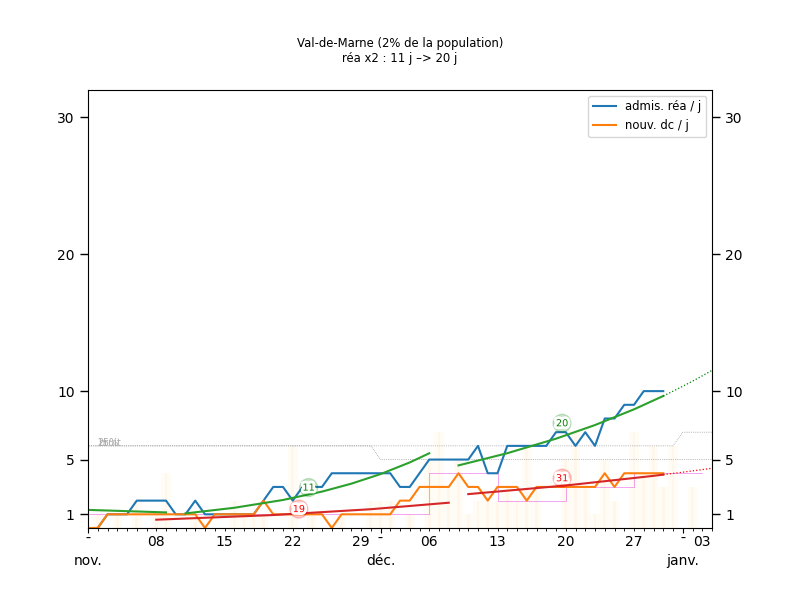 Val-de-Marne (2% de la population)
réa x2 : 11 j –> 20 j
admis. réa / j
nouv. dc / j
30
30
20
20
10
10
5
5
1
1
20
31
11
19
- 08 15 22 29 - 06 13 20 27 - 03
nov. déc. janv.